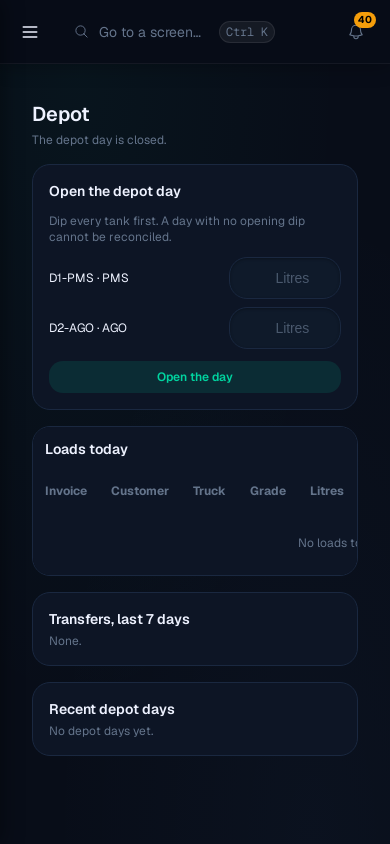 Go to a screen... Ctrl K 40
Depot
The depot day is closed.
Open the depot day
Dip every tank first. A day with no opening dip
cannot be reconciled.
D1-PMS · PMS Litres
D2-AGO · AGO Litres
Open the day
Loads today
Invoice Customer Truck Grade Litres
No loads
Transfers, last 7 days
None.
Recent depot days
No depot days yet.